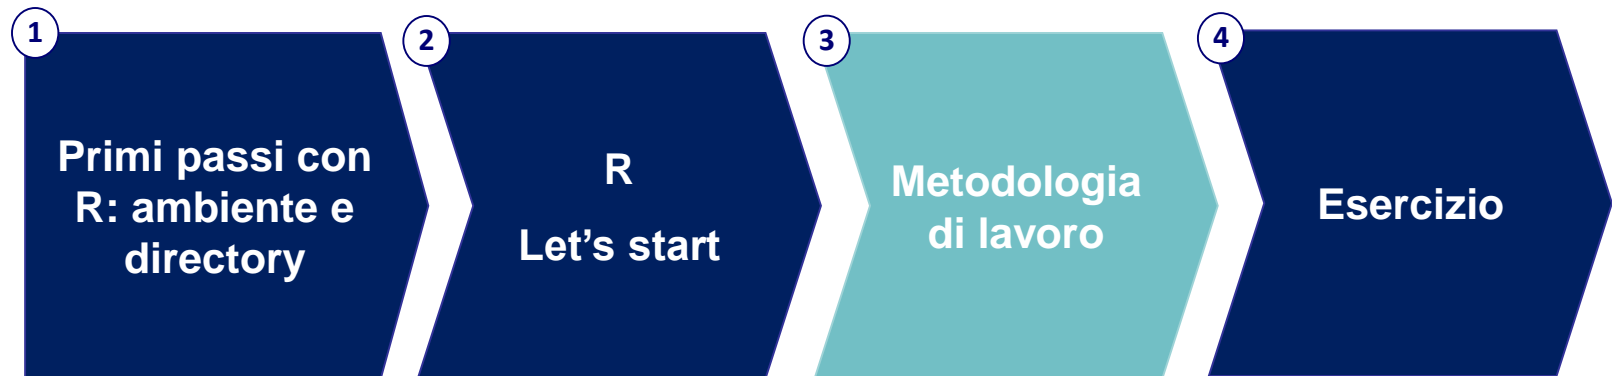 1
Primi passi con
R: ambiente e
directory
2
R
Let’s start
3
Metodologia
di lavoro
4
Esercizio